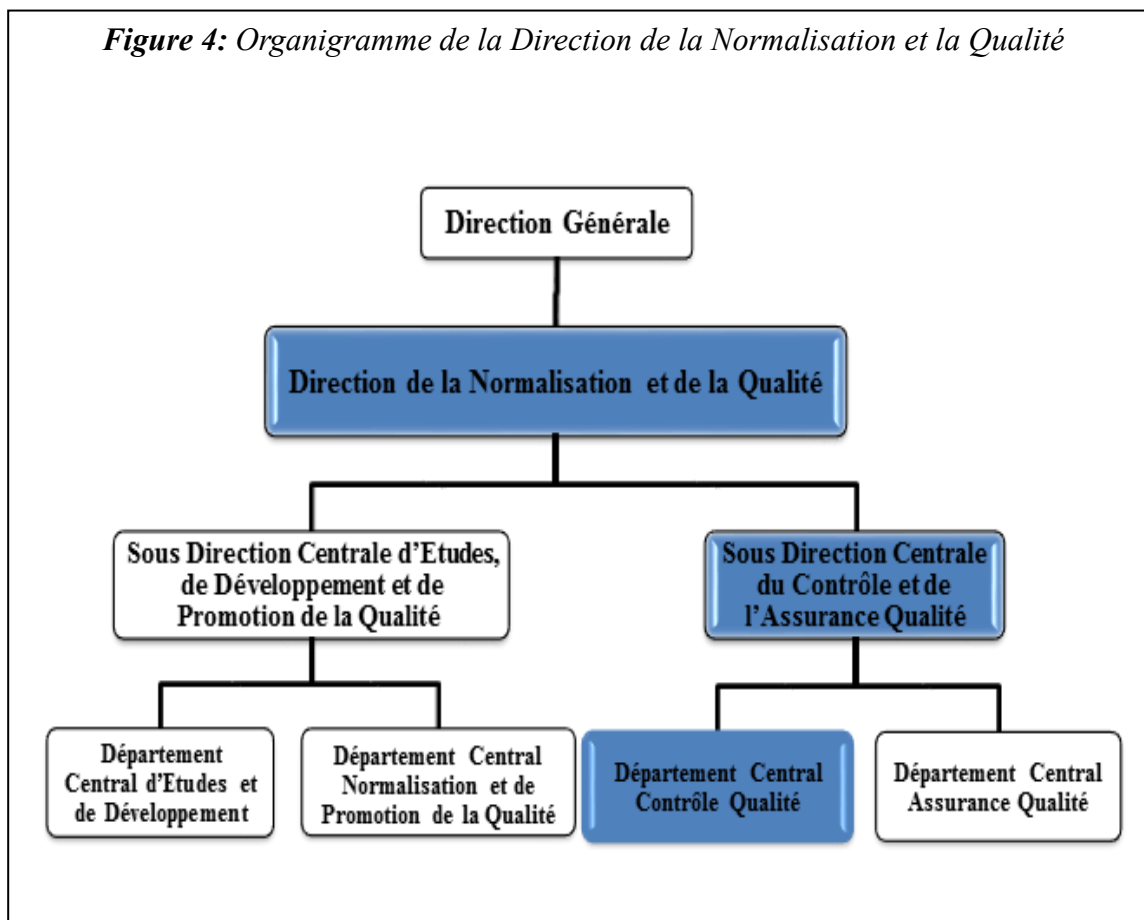 Figure 4: Organigramme de la Direction de la Normalisation et la Qualité
Direction Générale
Direction de la Normalisation et de la Qualité
Sous Direction Centrale d’Etudes,
de Développement et de
Promotion de la Qualité
Sous Direction Centrale
du Contrôle et de
l’Assurance Qualité
Département
Central d’Etudes et
de Développement
Département Central
Normalisation et de
Promotion de la Qualité
Département Central
Contrôle Qualité
Département Central
Assurance Qualité